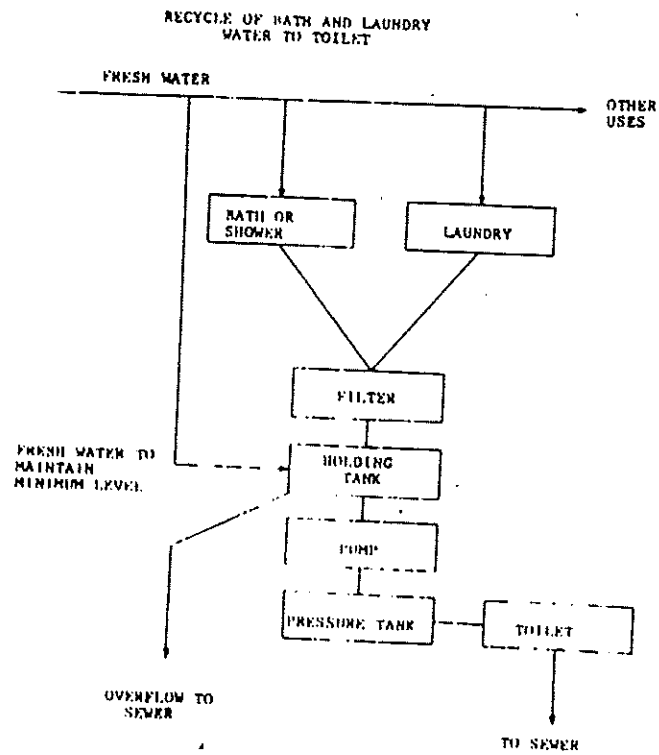 RECYCLE OF BATH AND LAUNDRY
WATER TO TOILET
FRESH WATER
OTHER
USES
BATH OR
SHOWER
LAUNDRY
FILTER
FRESH WATER TO
MAINTAIN
MINIMUM LEVEL
HOLDING
TANK
PUMP
PRESSURE TANK
TOILET
OVERFLOW TO
SEWER
TO SEWER